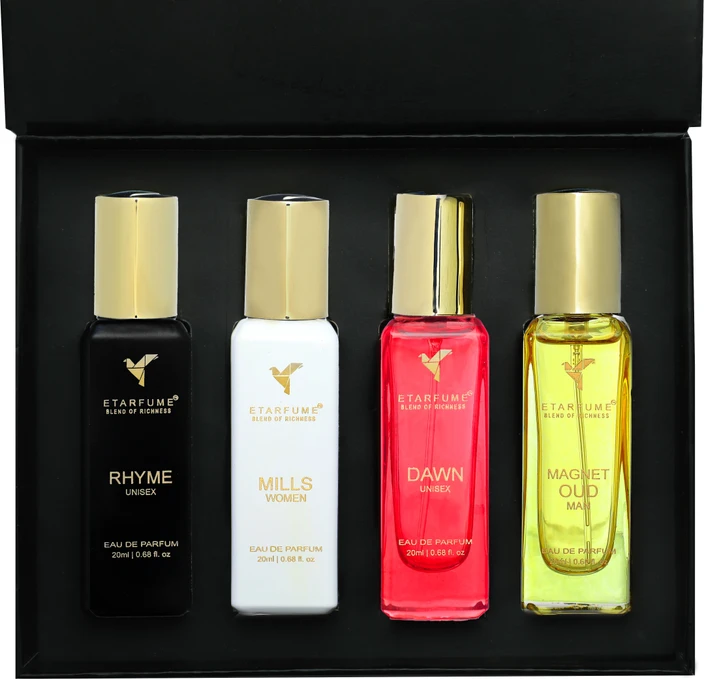 ETARFUME
BLEND OF RICHNESS
RHYME
UNISEX
EAU DE PARFUM
20ml | 0.68 fl. oz
ETARFUME
BLEND OF RICHNESS
MILLS
WOMEN
EAU DE PARFUM
20ml | 0.68 fl. oz
ETARFUME
BLEND OF RICHNESS
DAWN
UNISEX
EAU DE PARFUM
20ml | 0.68 fl. oz
ETARFUME
BLEND OF RICHNESS
MAGNET
OUD
MAN
EAU DE PARFUM